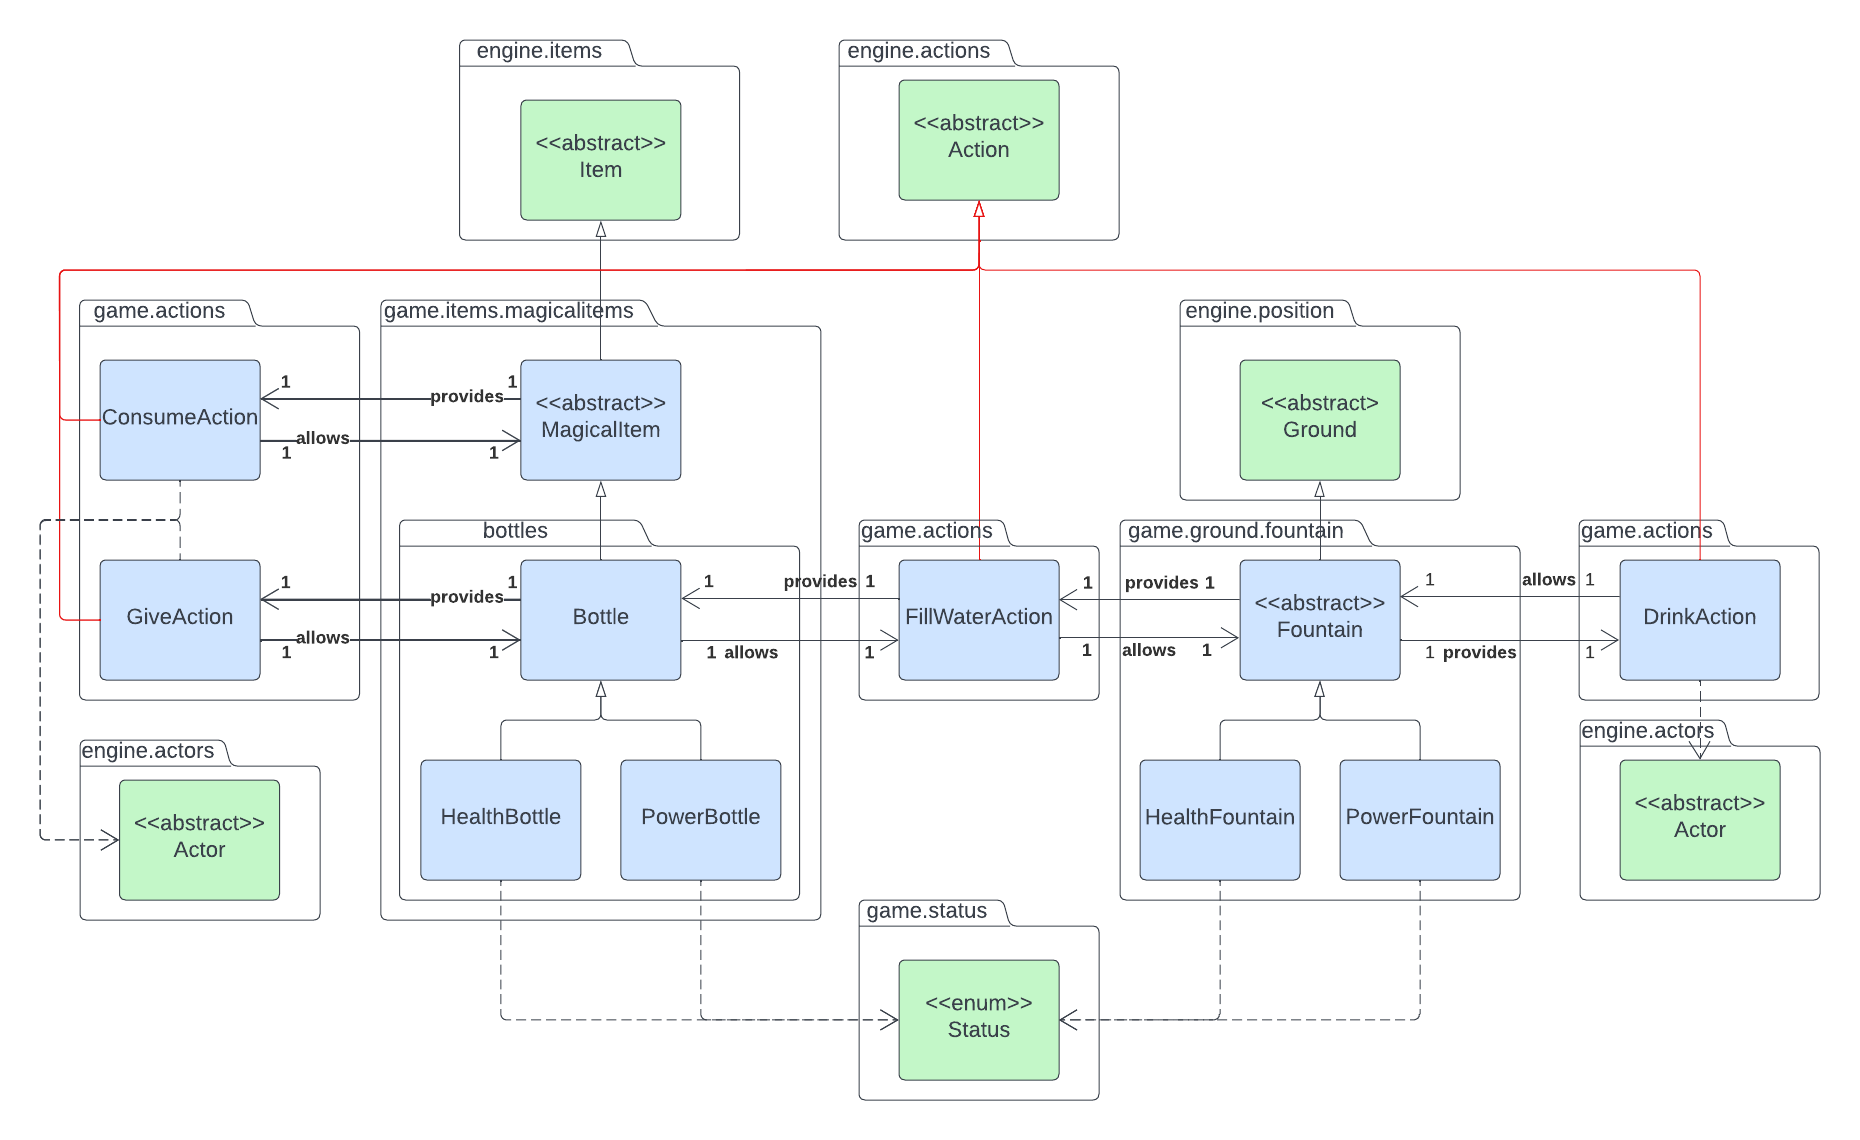 engine.items
<<abstract>>
Item
engine.actions
<<abstract>>
Action
game.actions
ConsumeAction
1
provides
1
1
allows
1
GiveAction
1
provides
1
1
allows
1
game.items.magicalitems
<<abstract>>
MagicalItem
bottles
Bottle
HealthBottle
PowerBottle
1
provides
1
1
allows
1
game.actions
FillWaterAction
1
provides
1
1
allows
1
engine.position
<<abstract>
Ground
game.ground.fountain
<<abstract>>
Fountain
HealthFountain
PowerFountain
1
allows
1
1
provides
1
game.actions
DrinkAction
engine.actors
<<abstract>>
Actor
engine.actors
<<abstract>>
Actor
game.status
<<enum>>
Status